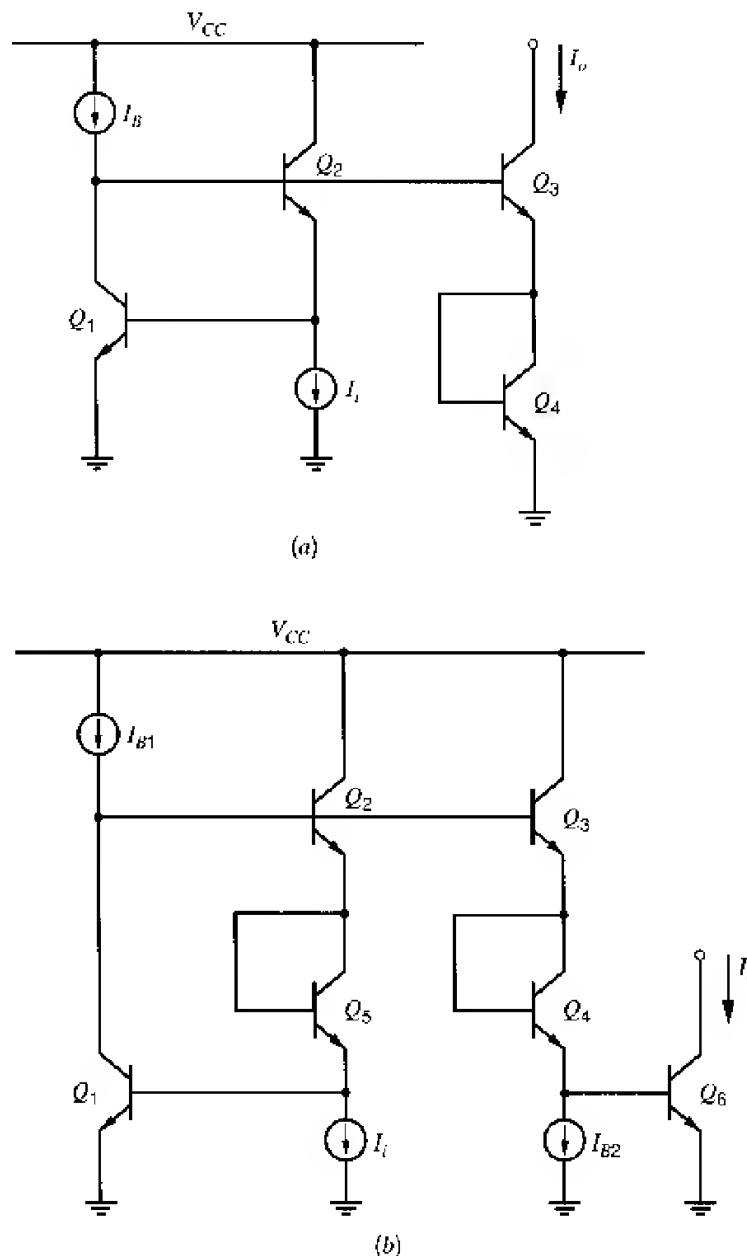 V_CC
I_B
I_o
Q_2
Q_3
Q_1
I_i
Q_4
(a)
V_CC
I_B1
Q_2
Q_3
I
Q_5
Q_4
Q_1
Q_6
I_i
I_B2
(b)